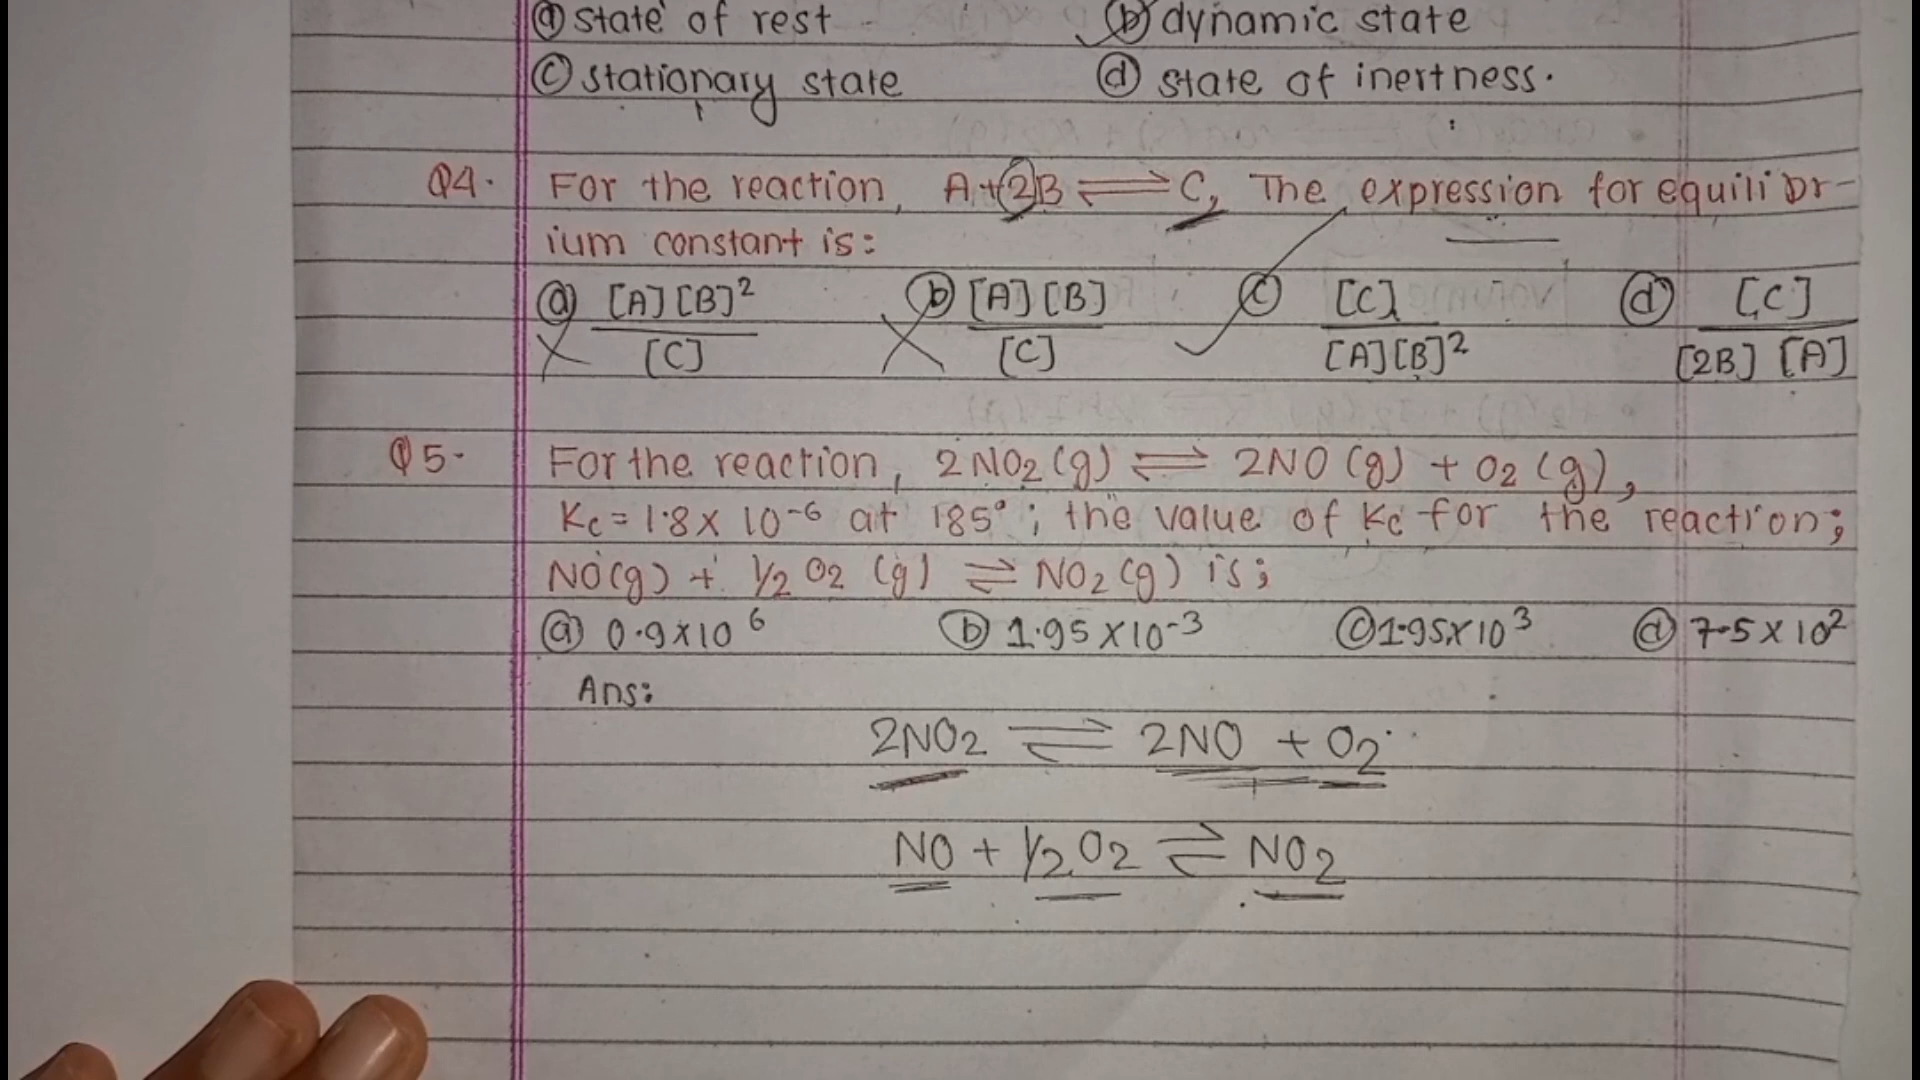 ⓐ state of rest ⓑ dynamic state
ⓒ stationary state ⓓ state of inertness.
Q4. For the reaction, A+2B ⇌ C, The expression for equilibr-
ium constant is:
ⓐ [A][B]²/[C] ⓑ [A][B]/[C] ⓒ [C]/[A][B]² ⓓ [C]/[2B][A]
Q5. For the reaction, 2NO₂(g) ⇌ 2NO(g) + O₂(g),
Kc = 1.8 × 10⁻⁶ at 185°; the value of Kc for the reaction;
NO(g) + 1/2 O₂(g) ⇌ NO₂(g) is;
ⓐ 0.9×10⁶ ⓑ 1.95×10⁻³ ⓒ 1.95×10³ ⓓ 7.5×10²
Ans:
2NO₂ ⇌ 2NO + O₂
NO + 1/2 O₂ ⇌ NO₂